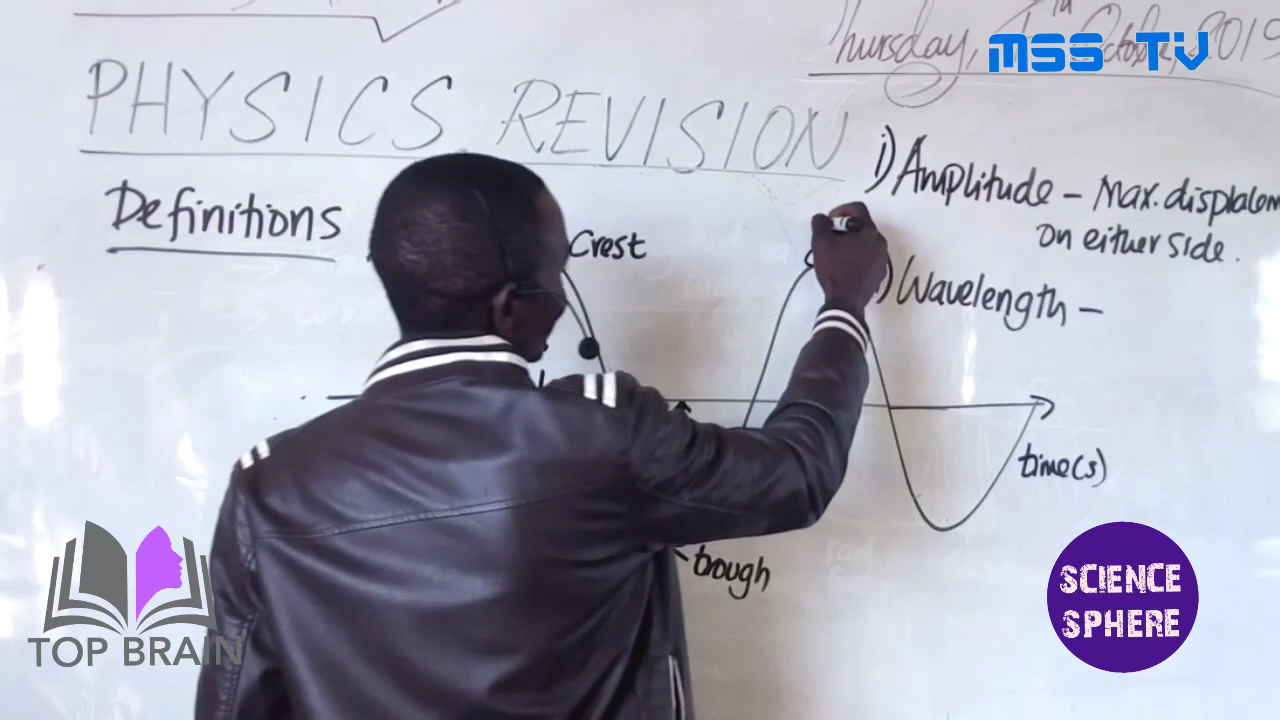 Thursday,
MSS TV
2019
PHYSICS REVISION
Definitions
i) Amplitude - Max. displacem
on either side.
Crest
) Wavelength -
time(s)
trough
TOP BRAIN
SCIENCE
SPHERE